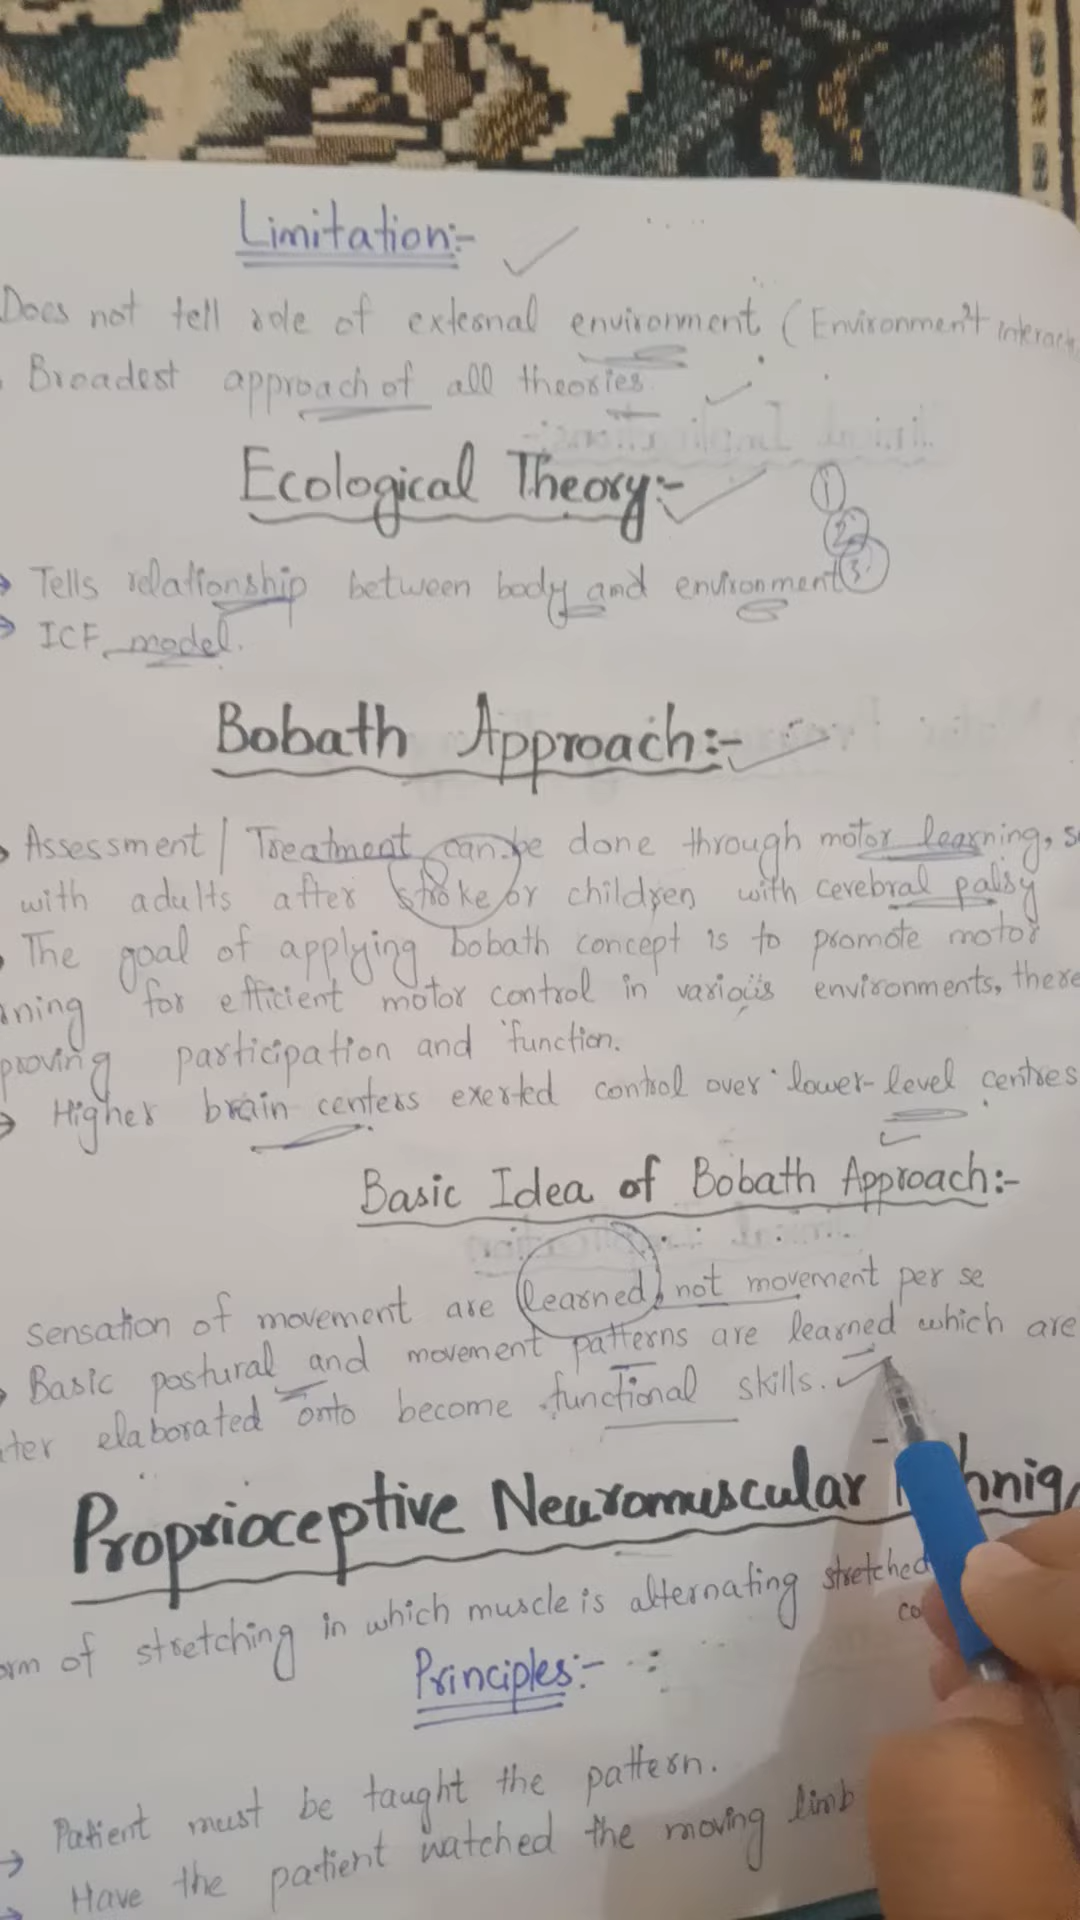 Limitation:-
Does not tell role of external environment (Environment
Broadest approach of all theories
Ecological Theory:-
①
②
③
→ Tells relationship between body and environment
→ ICF model.
Bobath Approach:-
→ Assessment / Treatment can be done through motor learning,
with adults after stroke or children with cerebral palsy
The goal of applying bobath concept is to promote motor
for efficient motor control in various environments,
participation and function.
→ Higher brain centers exerted control over lower-level centres
Basic Idea of Bobath Approach:-
sensation of movement are learned, not movement per se
Basic postural and movement patterns are learned which are
elaborated onto become functional skills.
Proprioceptive Neuromuscular
of stretching in which muscle is alternating stretched
Principles:-
→ Patient must be taught the pattern.
→ Have the patient watched the moving limb